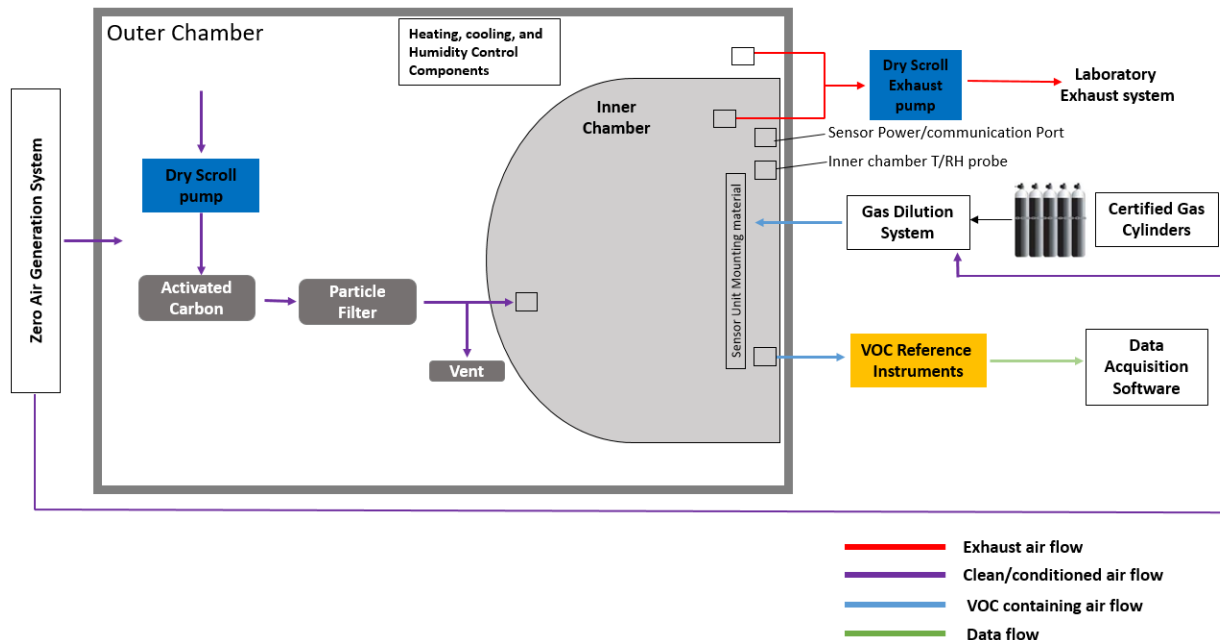 Outer Chamber
Heating, cooling, and
Humidity Control
Components
Zero Air Generation System
Dry Scroll
pump
Activated
Carbon
Particle
Filter
Vent
Inner
Chamber
Sensor Unit Mounting material
Dry Scroll
Exhaust
pump
Laboratory
Exhaust system
Sensor Power/communication Port
Inner chamber T/RH probe
Gas Dilution
System
Certified Gas
Cylinders
VOC Reference
Instruments
Data
Acquisition
Software
Exhaust air flow
Clean/conditioned air flow
VOC containing air flow
Data flow